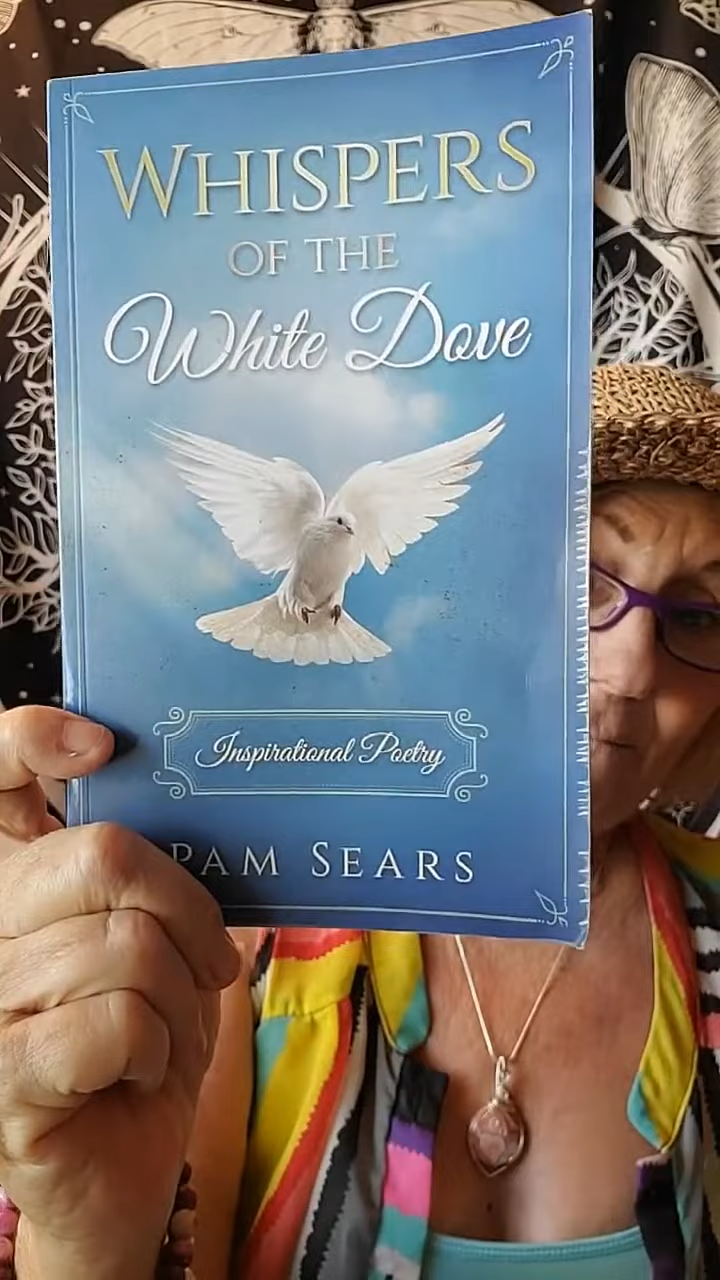 WHISPERS
OF THE
White Dove
Inspirational Poetry
PAM SEARS